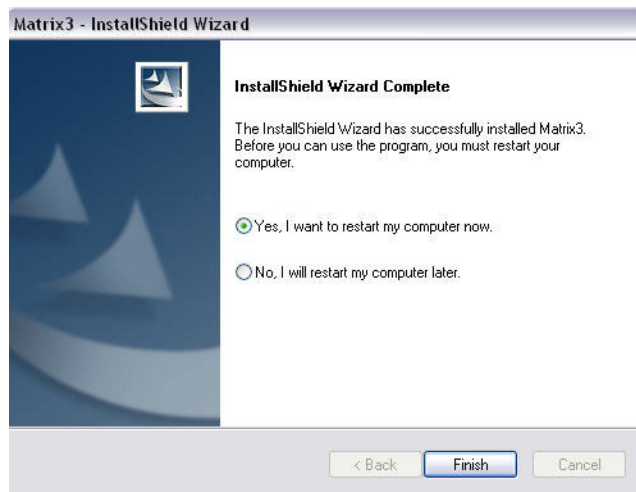 Matrix3 - InstallShield Wizard
InstallShield Wizard Complete
The InstallShield Wizard has successfully installed Matrix3.
Before you can use the program, you must restart your
computer.
Yes, I want to restart my computer now.
No, I will restart my computer later.
< Back
Finish
Cancel